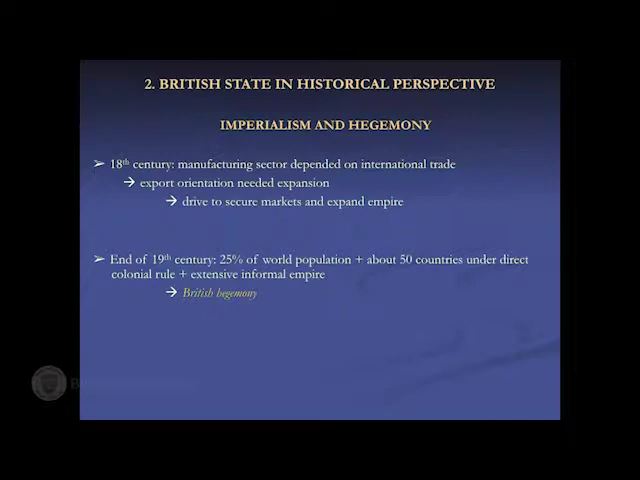 2. BRITISH STATE IN HISTORICAL PERSPECTIVE
IMPERIALISM AND HEGEMONY
➢ 18th century: manufacturing sector depended on international trade
→ export orientation needed expansion
→ drive to secure markets and expand empire
➢ End of 19th century: 25% of world population + about 50 countries under direct
colonial rule + extensive informal empire
→ British hegemony